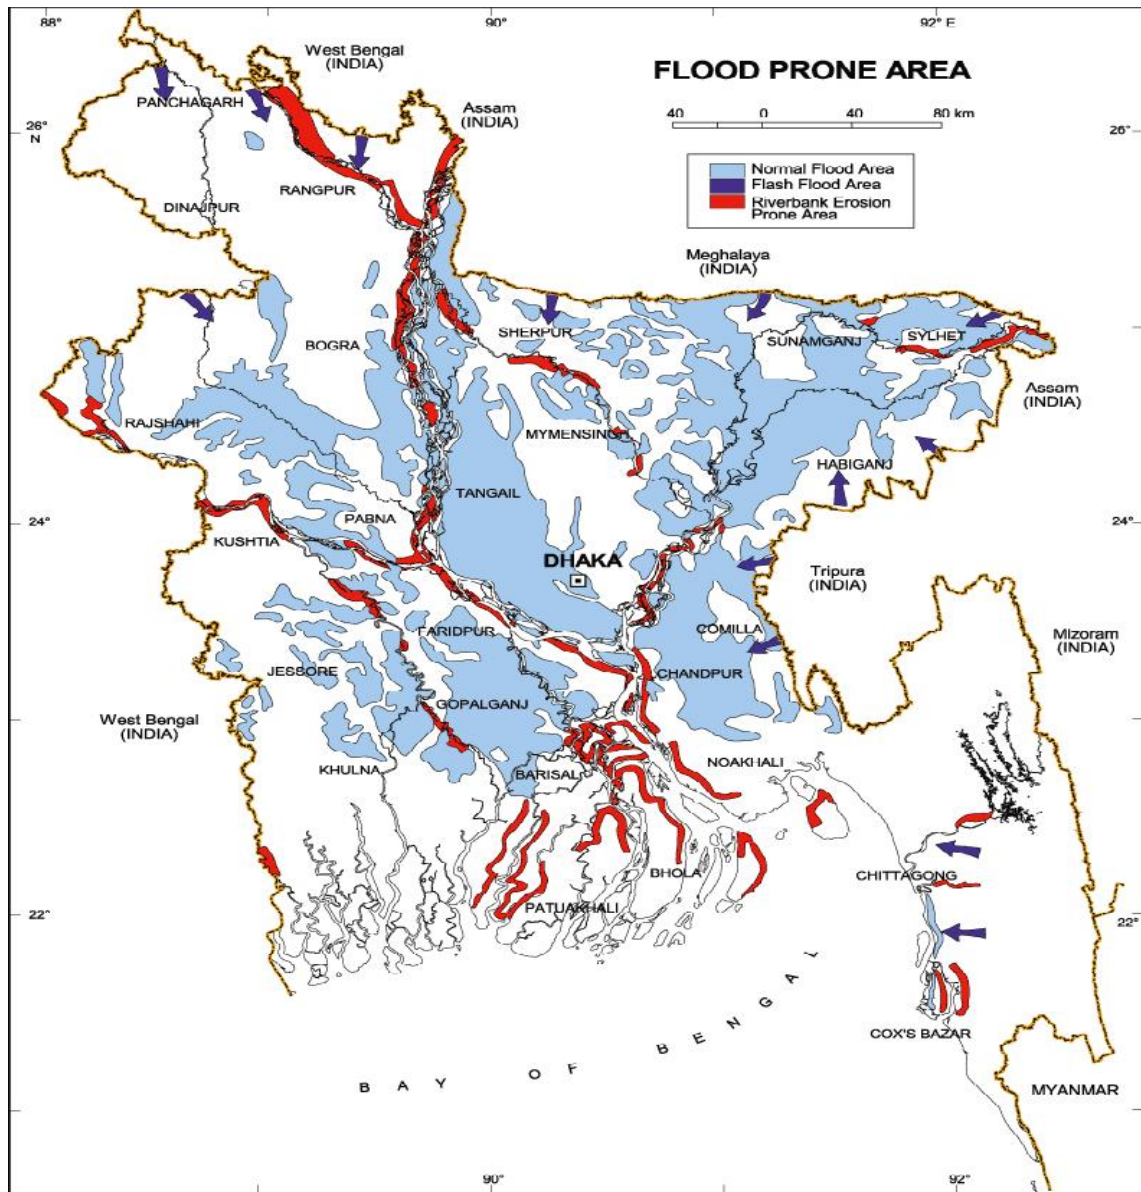 88°
90°
92° E
West Bengal
(INDIA)
FLOOD PRONE AREA
PANCHAGARH
Assam
(INDIA)
40 0 40 80 km
26°
N
26°
Normal Flood Area
Flash Flood Area
Riverbank Erosion
Prone Area
RANGPUR
DINAJPUR
Meghalaya
(INDIA)
SHERPUR
SUNAMGANJ
SYLHET
BOGRA
Assam
(INDIA)
RAJSHAHI
MYMENSINGH
HABIGANJ
TANGAIL
PABNA
24°
24°
KUSHTIA
DHAKA
Tripura
(INDIA)
FARIDPUR
COMILLA
Mizoram
(INDIA)
JESSORE
CHANDPUR
GOPALGANJ
West Bengal
(INDIA)
NOAKHALI
KHULNA
BARISAL
BHOLA
CHITTAGONG
PATUAKHALI
22°
22°
COX'S BAZAR
BAY OF BENGAL
MYANMAR
90°
92°